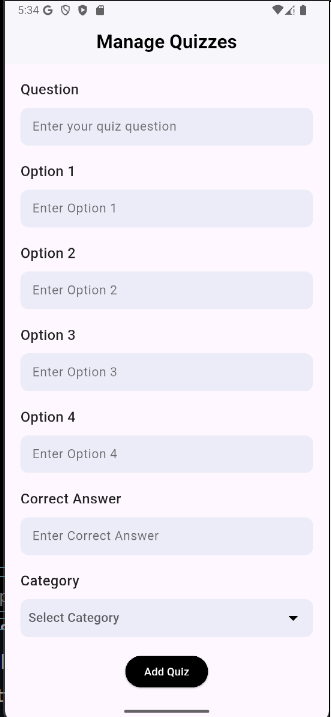 5:34
Manage Quizzes
Question
Enter your quiz question
Option 1
Enter Option 1
Option 2
Enter Option 2
Option 3
Enter Option 3
Option 4
Enter Option 4
Correct Answer
Enter Correct Answer
Category
Select Category
Add Quiz